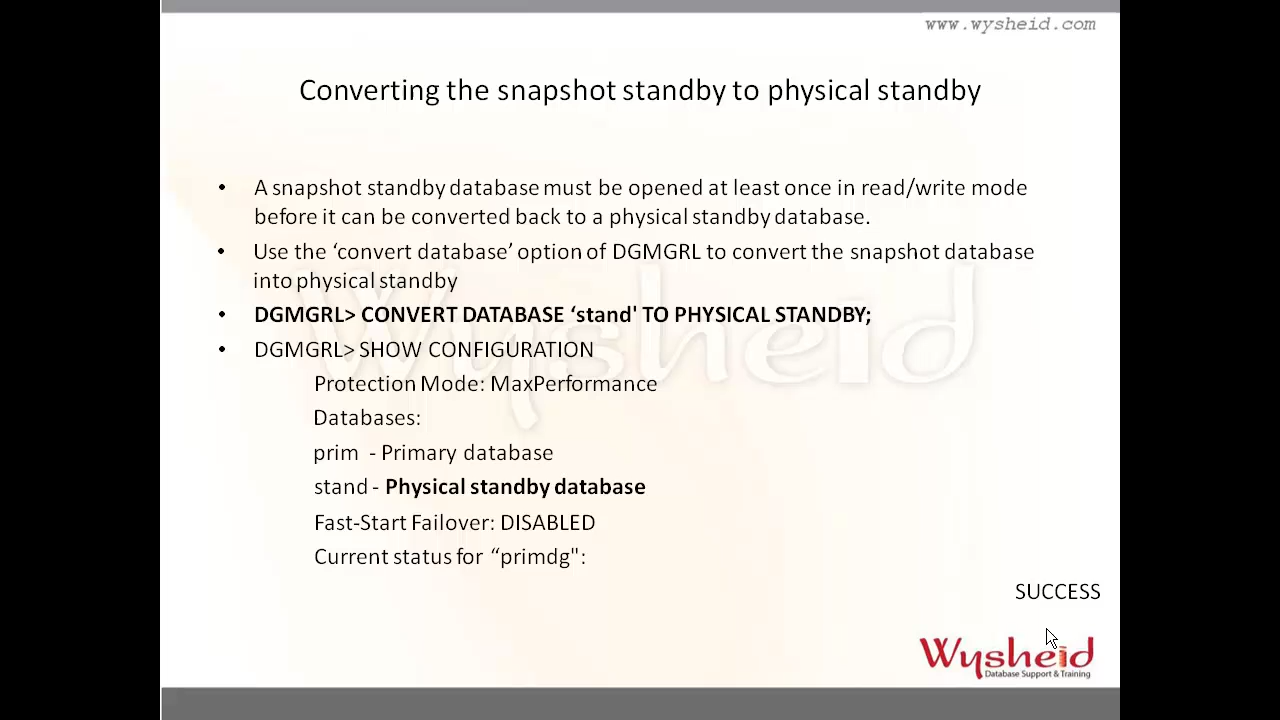 www.wysheid.com
Converting the snapshot standby to physical standby
• A snapshot standby database must be opened at least once in read/write mode
before it can be converted back to a physical standby database.
• Use the ‘convert database’ option of DGMGRL to convert the snapshot database
into physical standby
• DGMGRL> CONVERT DATABASE ‘stand' TO PHYSICAL STANDBY;
• DGMGRL> SHOW CONFIGURATION
Protection Mode: MaxPerformance
Databases:
prim - Primary database
stand - Physical standby database
Fast-Start Failover: DISABLED
Current status for “primdg":
SUCCESS
Wysheid
Wysheid
Database Support & Training